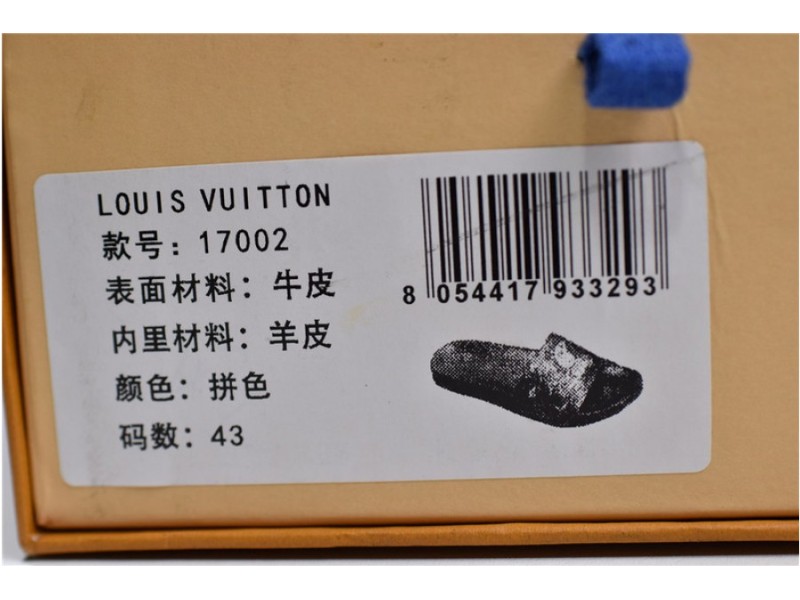 LOUIS VUITTON
款号：17002
表面材料：牛皮
内里材料：羊皮
颜色：拼色
码数：43
8 054417 933293